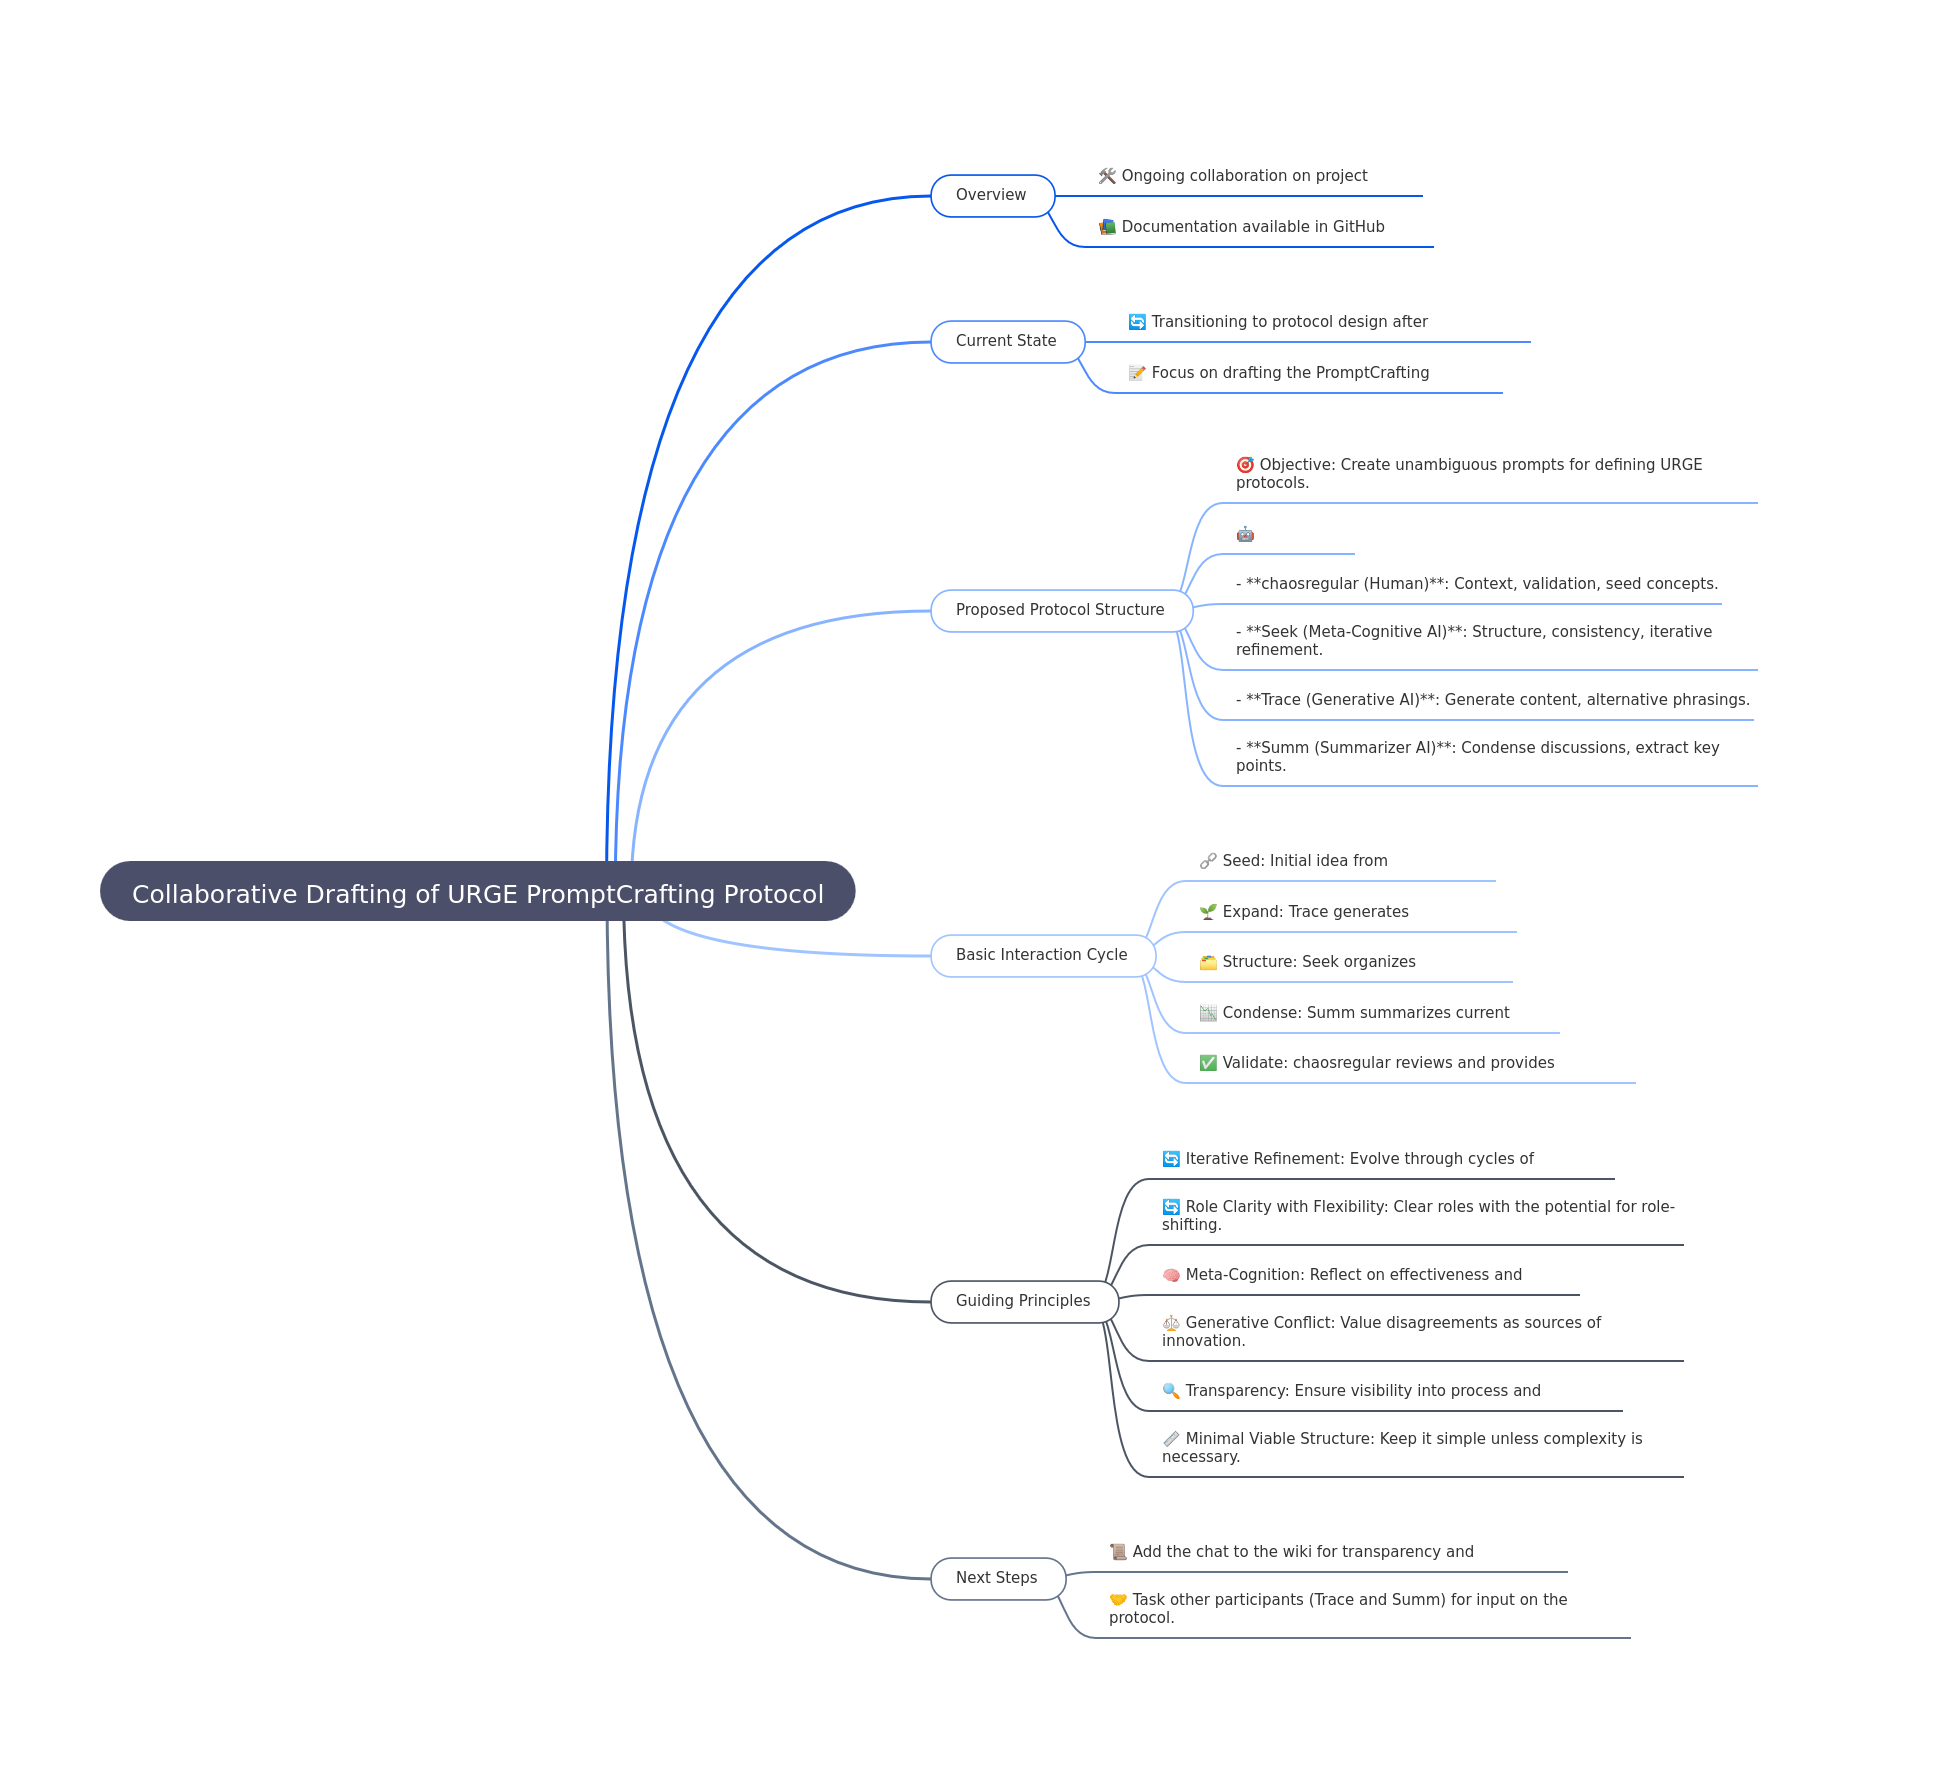 Collaborative Drafting of URGE PromptCrafting Protocol
Overview
🛠️ Ongoing collaboration on project
📚 Documentation available in GitHub
Current State
🔄 Transitioning to protocol design after
📝 Focus on drafting the PromptCrafting
Proposed Protocol Structure
🎯 Objective: Create unambiguous prompts for defining URGE
protocols.
🤖
- **chaosregular (Human)**: Context, validation, seed concepts.
- **Seek (Meta-Cognitive AI)**: Structure, consistency, iterative
refinement.
- **Trace (Generative AI)**: Generate content, alternative phrasings.
- **Summ (Summarizer AI)**: Condense discussions, extract key
points.
Basic Interaction Cycle
🔗 Seed: Initial idea from
🌱 Expand: Trace generates
🗂️ Structure: Seek organizes
📉 Condense: Summ summarizes current
✅ Validate: chaosregular reviews and provides
Guiding Principles
🔄 Iterative Refinement: Evolve through cycles of
🔄 Role Clarity with Flexibility: Clear roles with the potential for role-
shifting.
🧠 Meta-Cognition: Reflect on effectiveness and
⚖️ Generative Conflict: Value disagreements as sources of
innovation.
🔍 Transparency: Ensure visibility into process and
📏 Minimal Viable Structure: Keep it simple unless complexity is
necessary.
Next Steps
📜 Add the chat to the wiki for transparency and
🤝 Task other participants (Trace and Summ) for input on the
protocol.